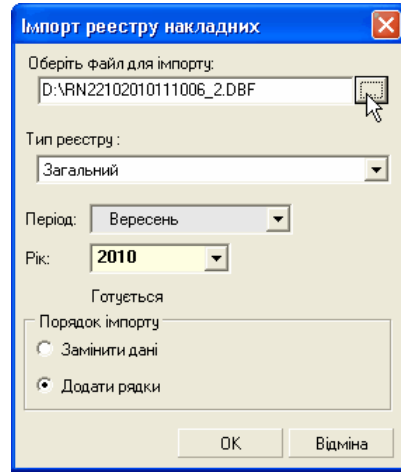 Імпорт реєстру накладних
Оберіть файл для імпорту:
D:\RN22102010111006_2.DBF
...
Тип реєстру :
Загальний
Період: Вересень
Рік: 2010
Готується
Порядок імпорту
Замінити дані
Додати рядки
OK Відміна